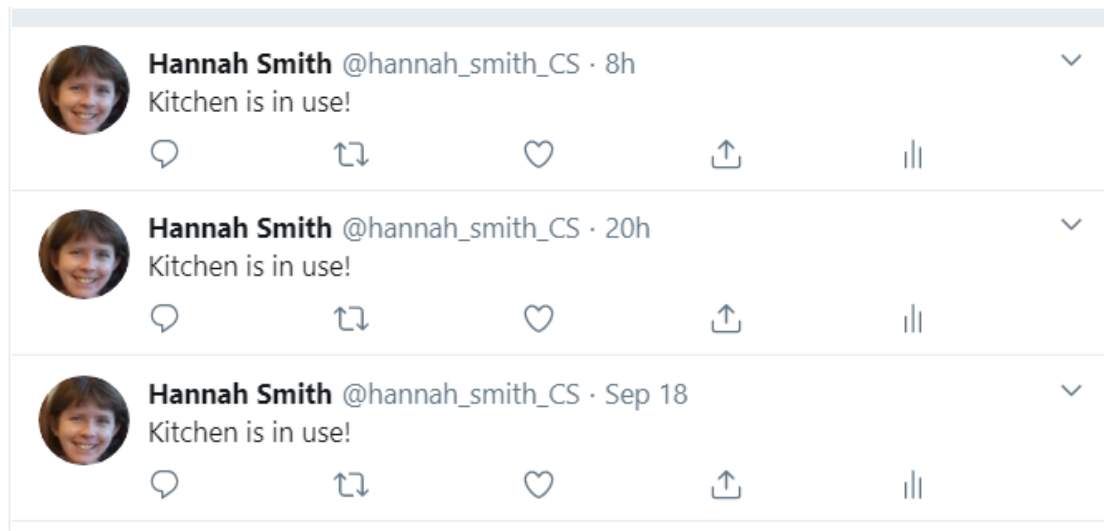 Hannah Smith @hannah_smith_CS · 8h
Kitchen is in use!
Hannah Smith @hannah_smith_CS · 20h
Kitchen is in use!
Hannah Smith @hannah_smith_CS · Sep 18
Kitchen is in use!